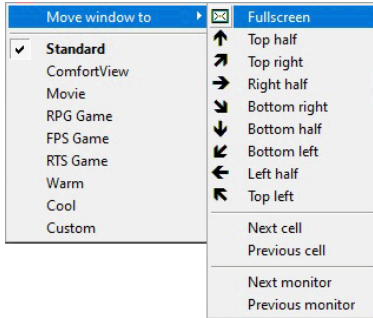 Move window to
Standard
ComfortView
Movie
RPG Game
FPS Game
RTS Game
Warm
Cool
Custom
Fullscreen
Top half
Top right
Right half
Bottom right
Bottom half
Bottom left
Left half
Top left
Next cell
Previous cell
Next monitor
Previous monitor